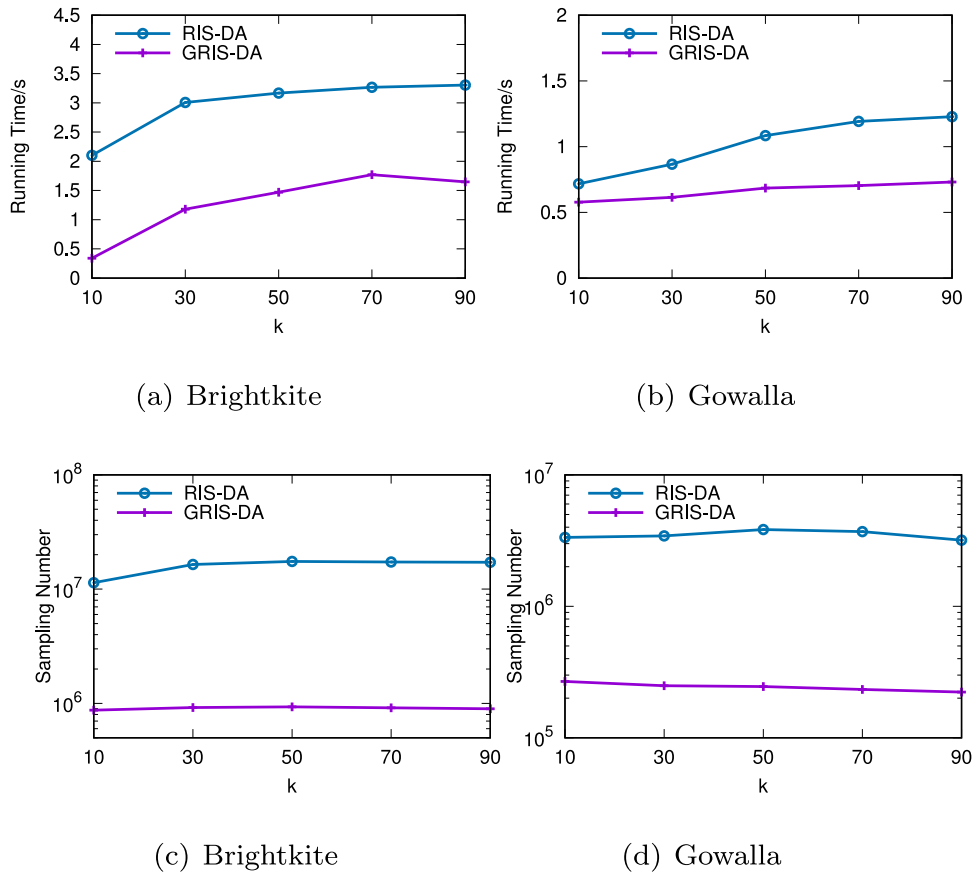 4.5
4
3.5
3
2.5
2
1.5
1
0.5
0
Running Time/s
RIS-DA
GRIS-DA
10 30 50 70 90
k
(a) Brightkite
2
1.5
1
0.5
0
Running Time/s
RIS-DA
GRIS-DA
10 30 50 70 90
k
(b) Gowalla
10^8
10^7
10^6
Sampling Number
RIS-DA
GRIS-DA
10 30 50 70 90
k
(c) Brightkite
10^7
10^6
10^5
Sampling Number
RIS-DA
GRIS-DA
10 30 50 70 90
k
(d) Gowalla